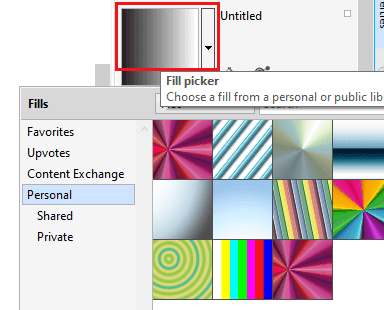 Untitled
Fill picker
Choose a fill from a personal or public lib
Fills
Favorites
Upvotes
Content Exchange
Personal
Shared
Private